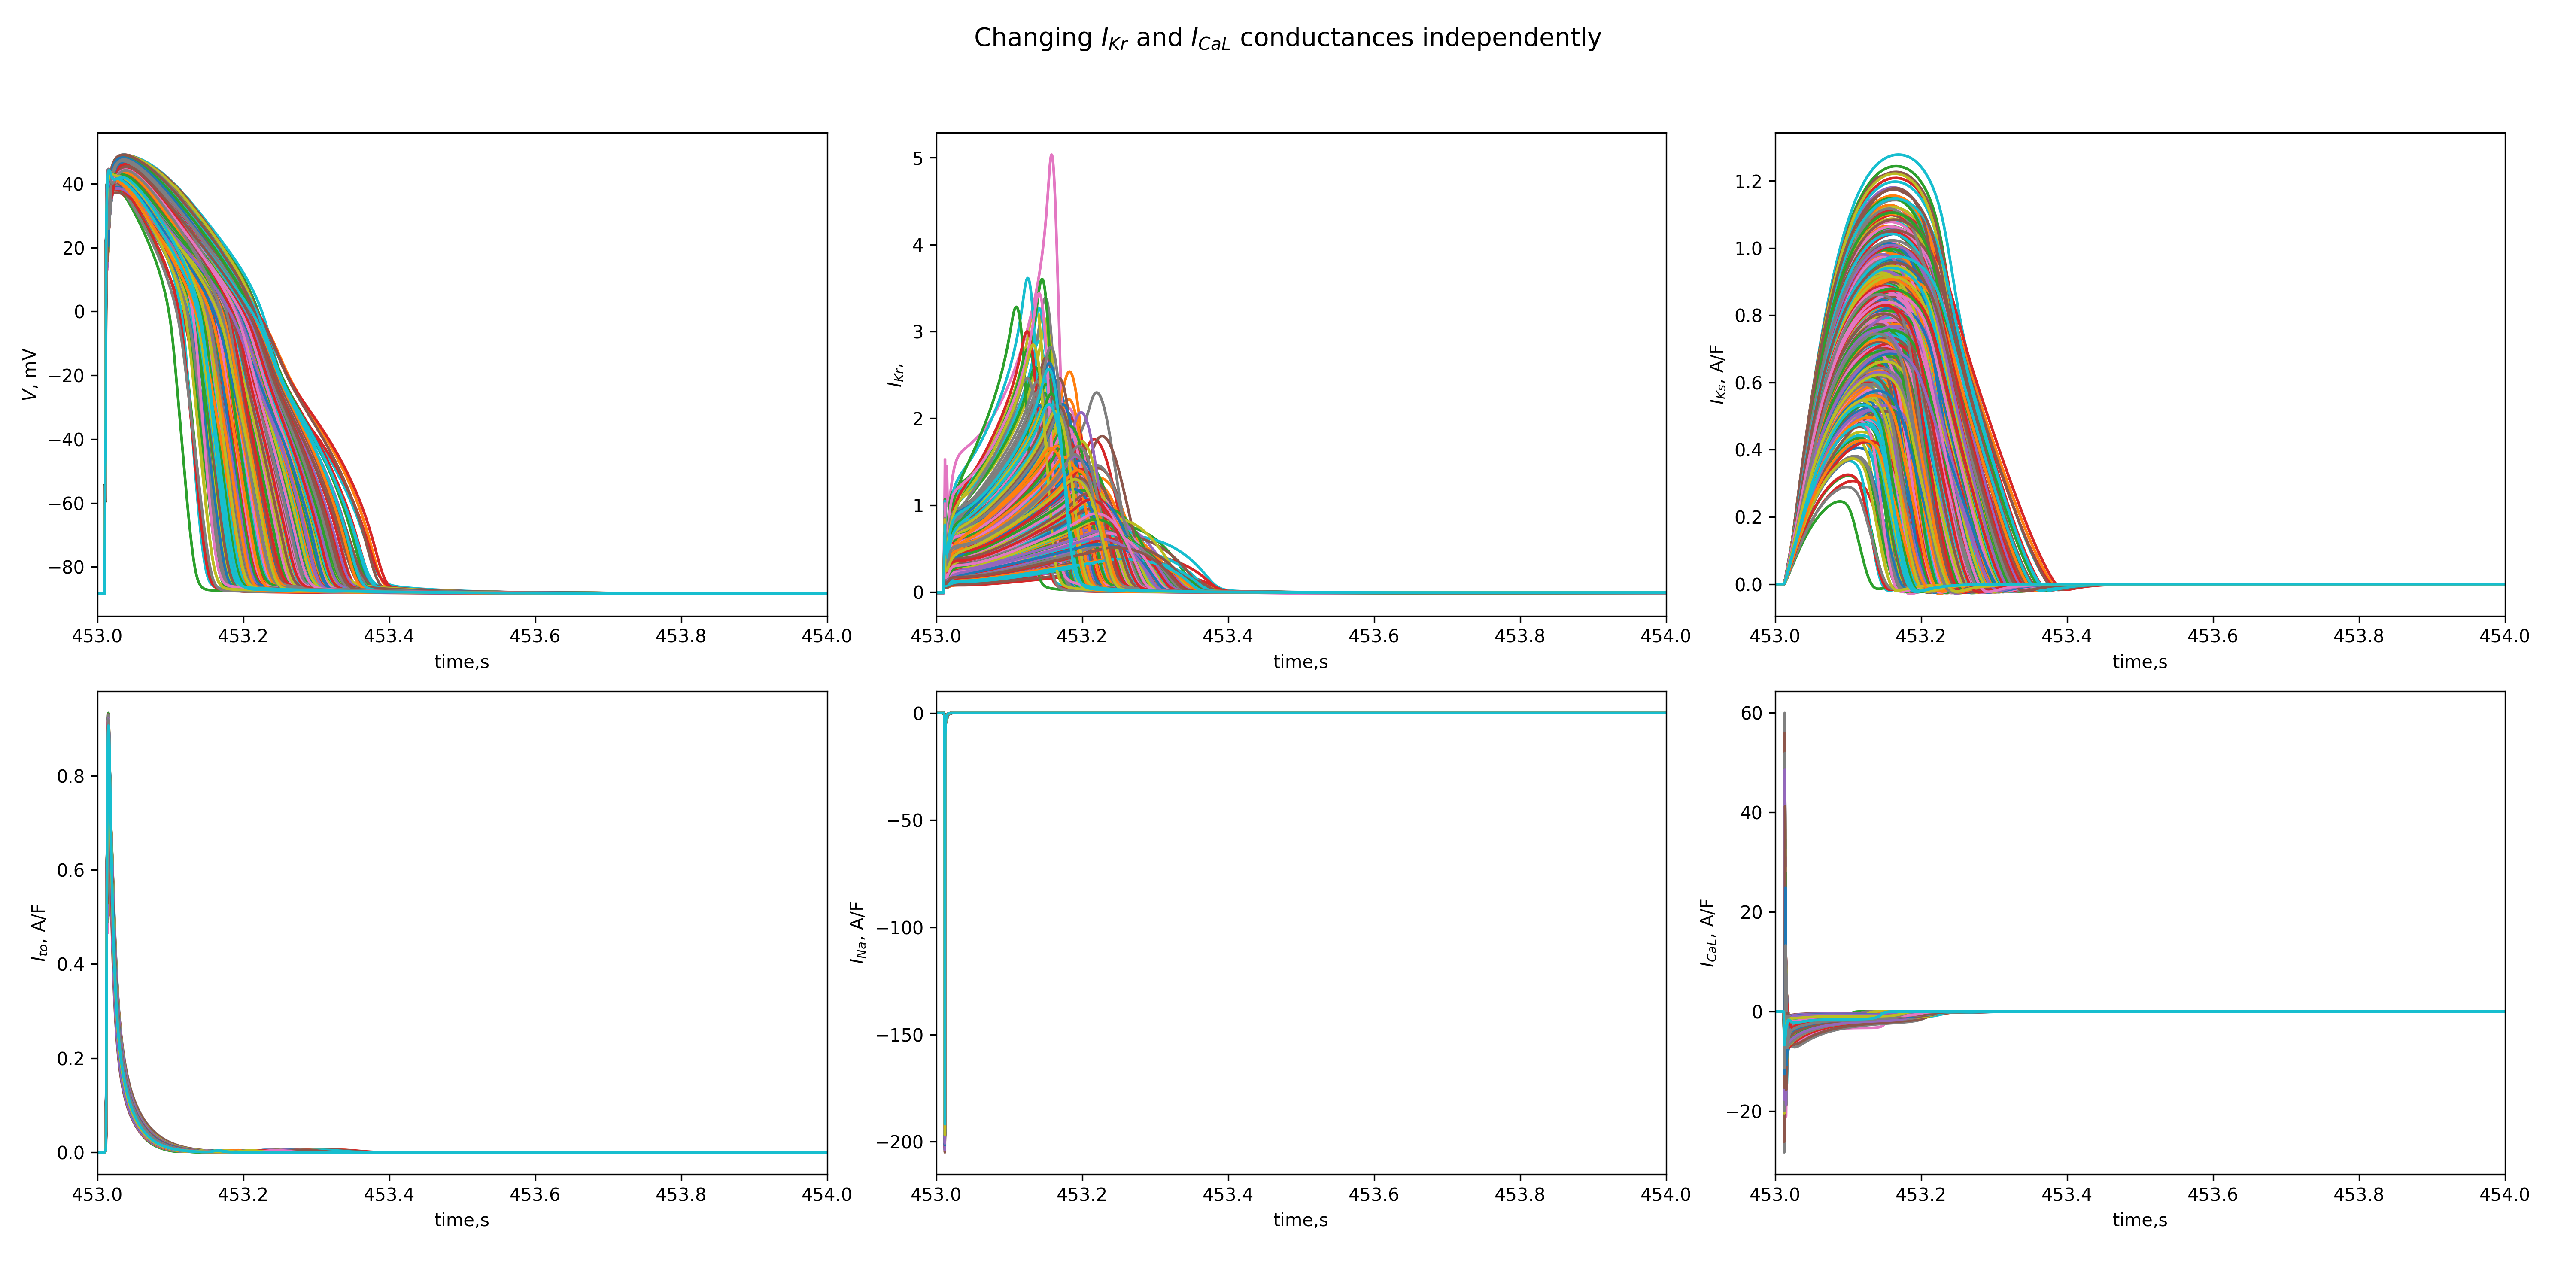 Changing I_Kr and I_CaL conductances independently
V, mV
40
20
0
−20
−40
−60
−80
453.0 453.2 453.4 453.6 453.8 454.0
time,s
I_Kr,
5
4
3
2
1
0
453.0 453.2 453.4 453.6 453.8 454.0
time,s
I_Ks, A/F
1.2
1.0
0.8
0.6
0.4
0.2
0.0
453.0 453.2 453.4 453.6 453.8 454.0
time,s
I_to, A/F
0.8
0.6
0.4
0.2
0.0
453.0 453.2 453.4 453.6 453.8 454.0
time,s
I_Na, A/F
0
−50
−100
−150
−200
453.0 453.2 453.4 453.6 453.8 454.0
time,s
I_CaL, A/F
60
40
20
0
−20
453.0 453.2 453.4 453.6 453.8 454.0
time,s